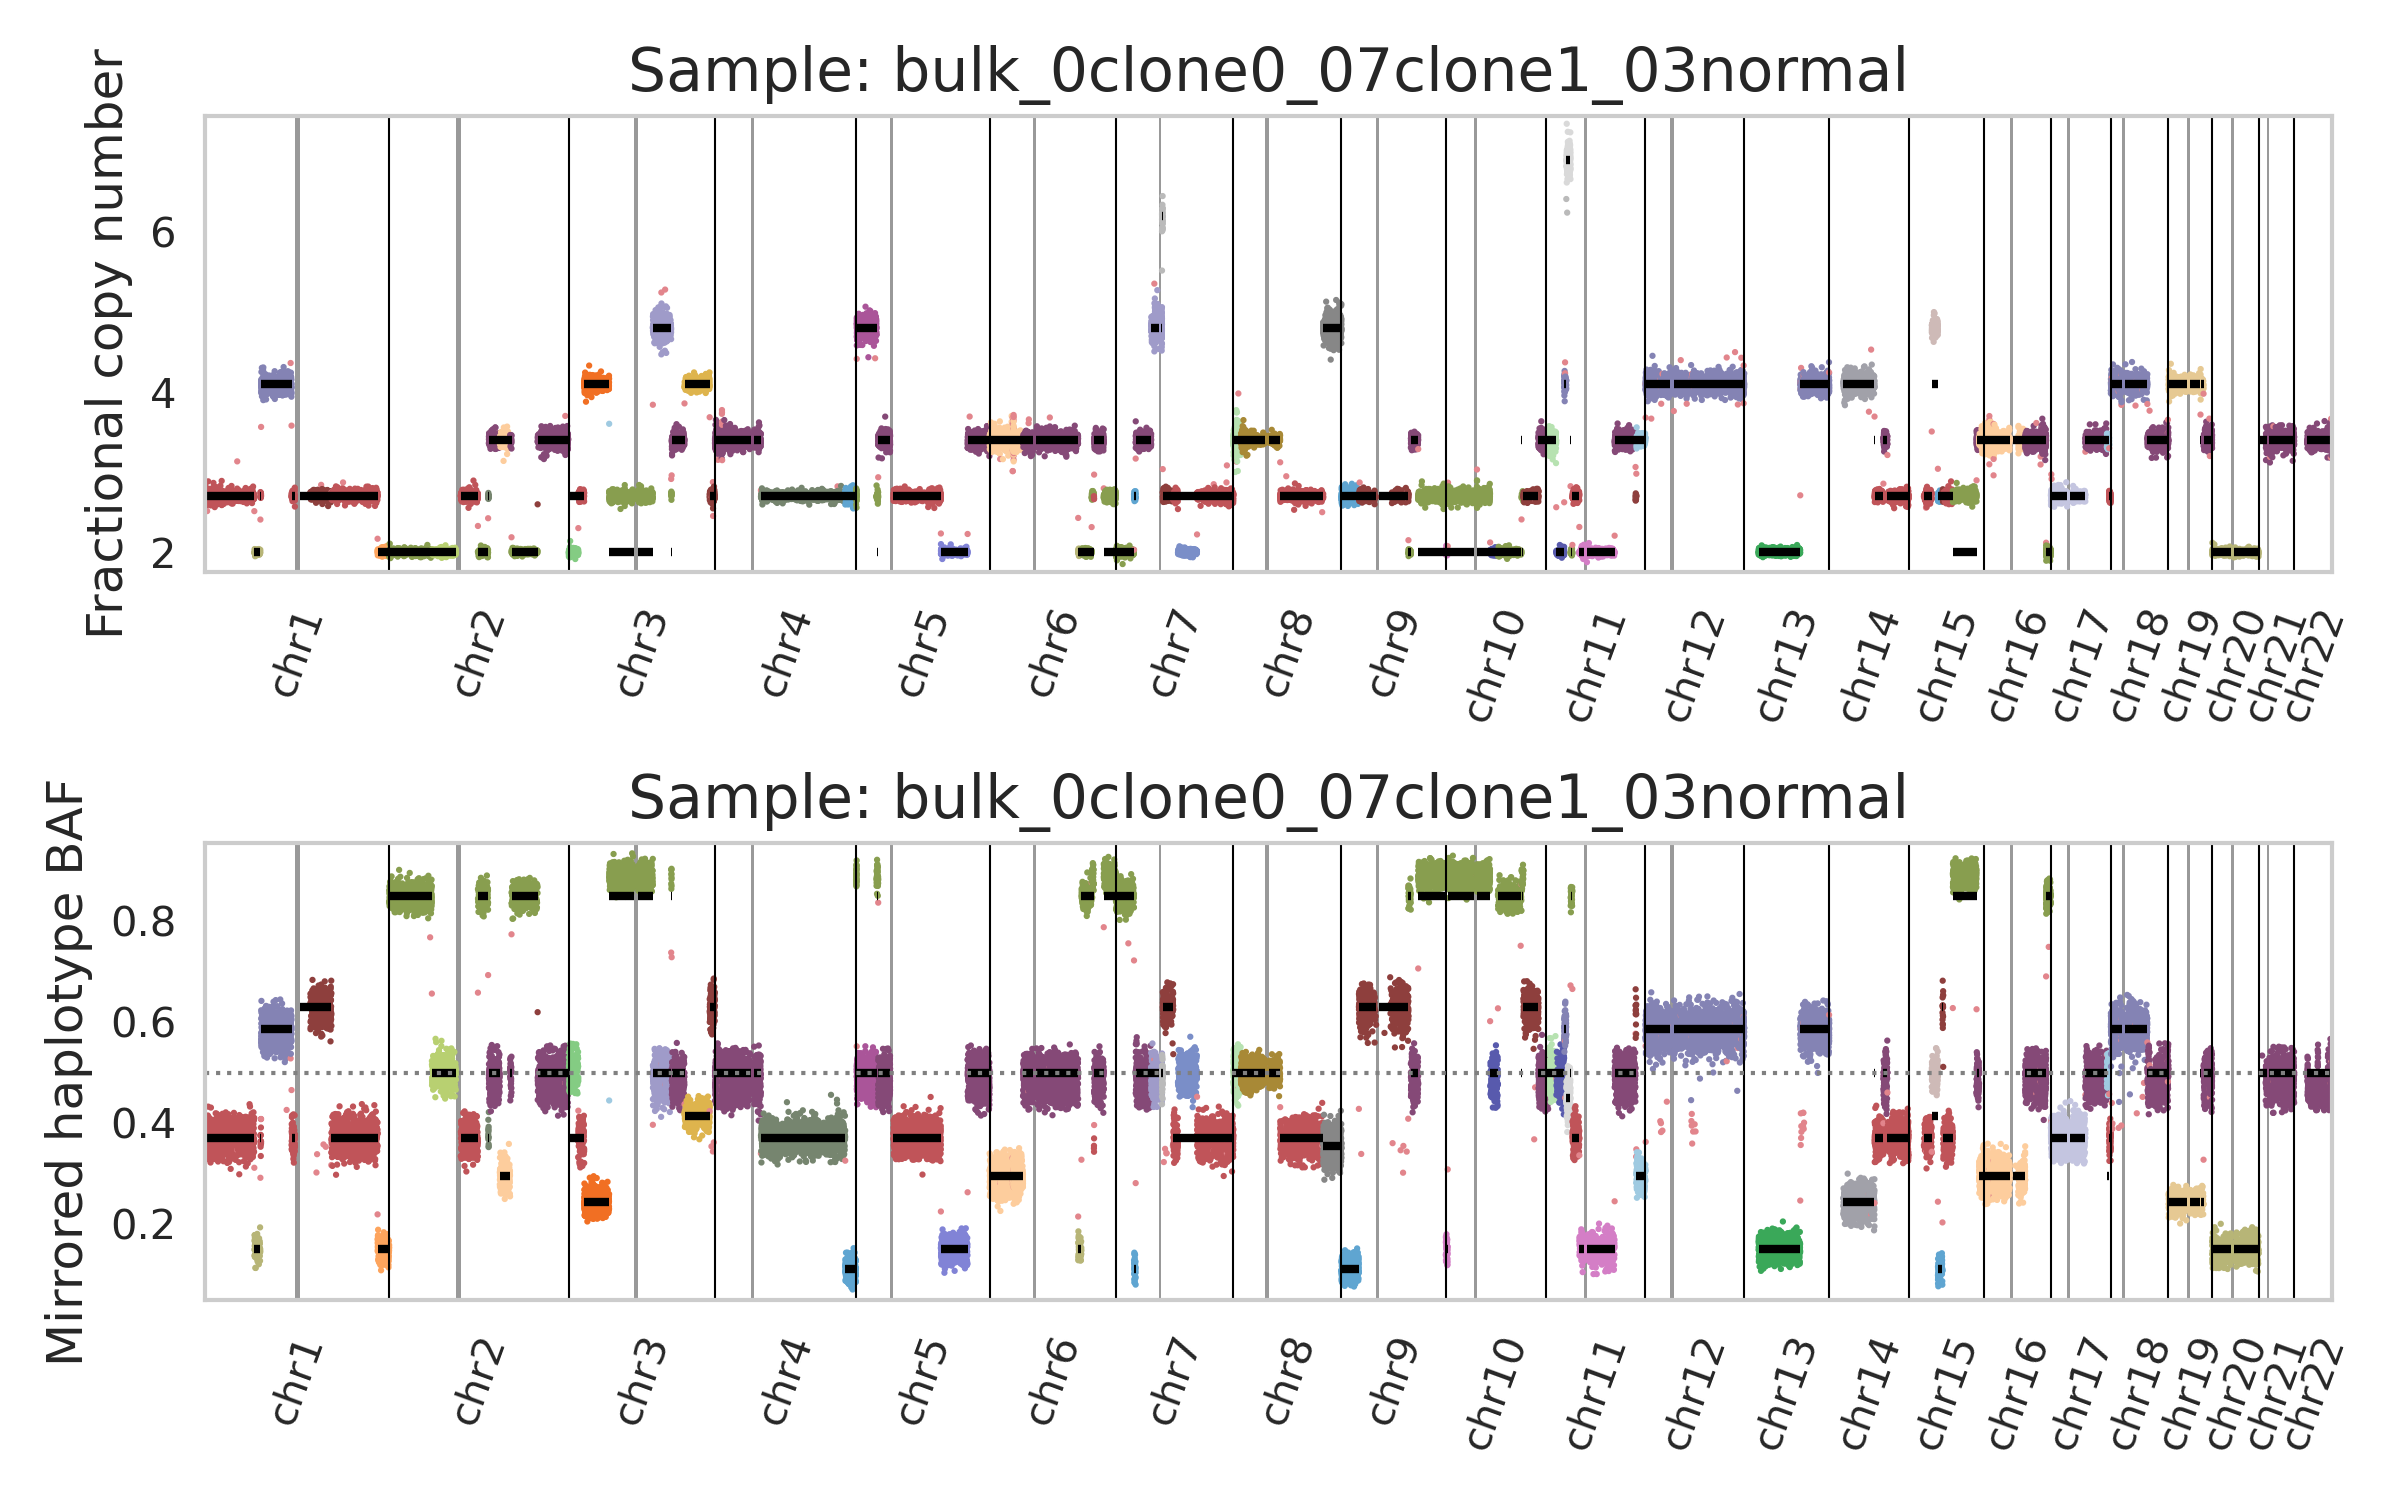 Sample: bulk_0clone0_07clone1_03normal
Fractional copy number
6
4
2
chr1 chr2 chr3 chr4 chr5 chr6 chr7 chr8 chr9 chr10 chr11 chr12 chr13 chr14 chr15 chr16 chr17 chr18 chr19 chr20 chr21 chr22
Sample: bulk_0clone0_07clone1_03normal
Mirrored haplotype BAF
0.8
0.6
0.4
0.2
chr1 chr2 chr3 chr4 chr5 chr6 chr7 chr8 chr9 chr10 chr11 chr12 chr13 chr14 chr15 chr16 chr17 chr18 chr19 chr20 chr21 chr22